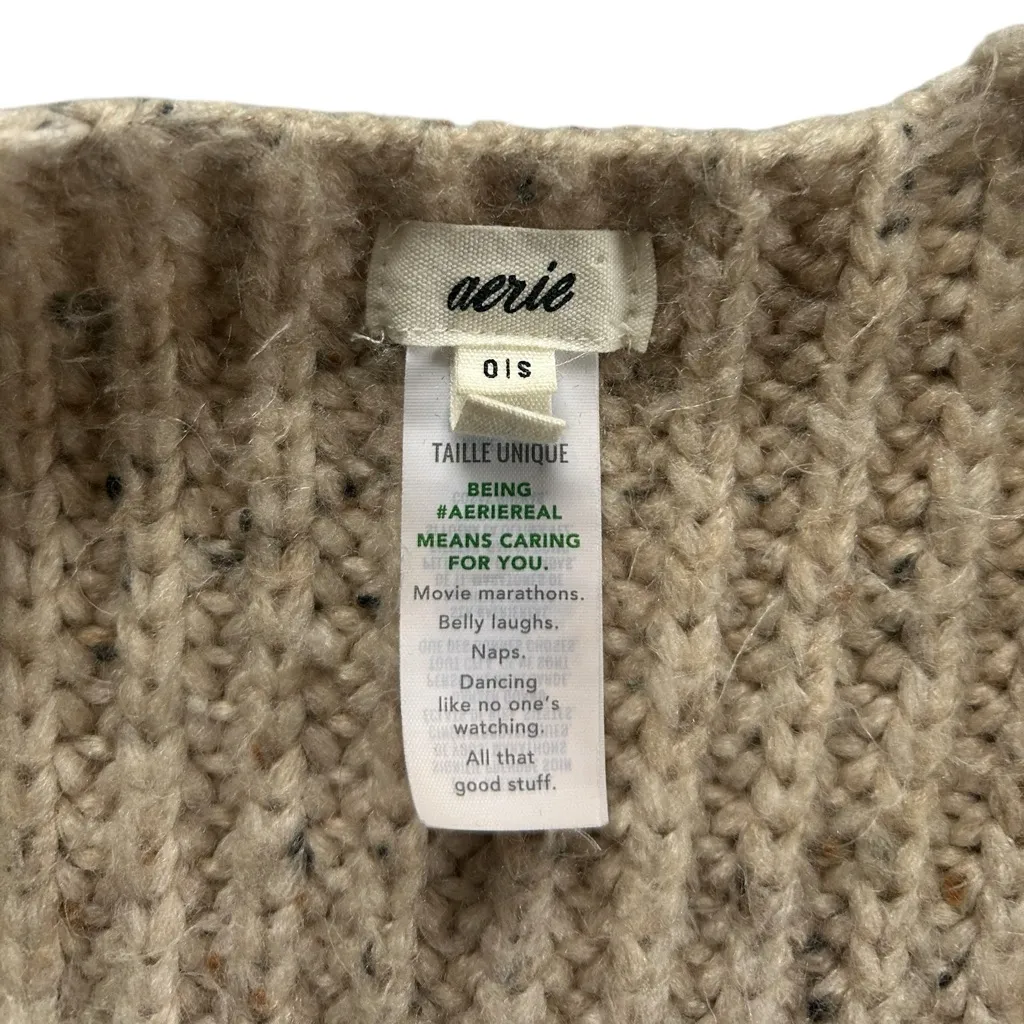 aerie
O|S
TAILLE UNIQUE
BEING
#AERIEREAL
MEANS CARING
FOR YOU.
Movie marathons.
Belly laughs.
Naps.
Dancing
like no one's
watching.
All that
good stuff.